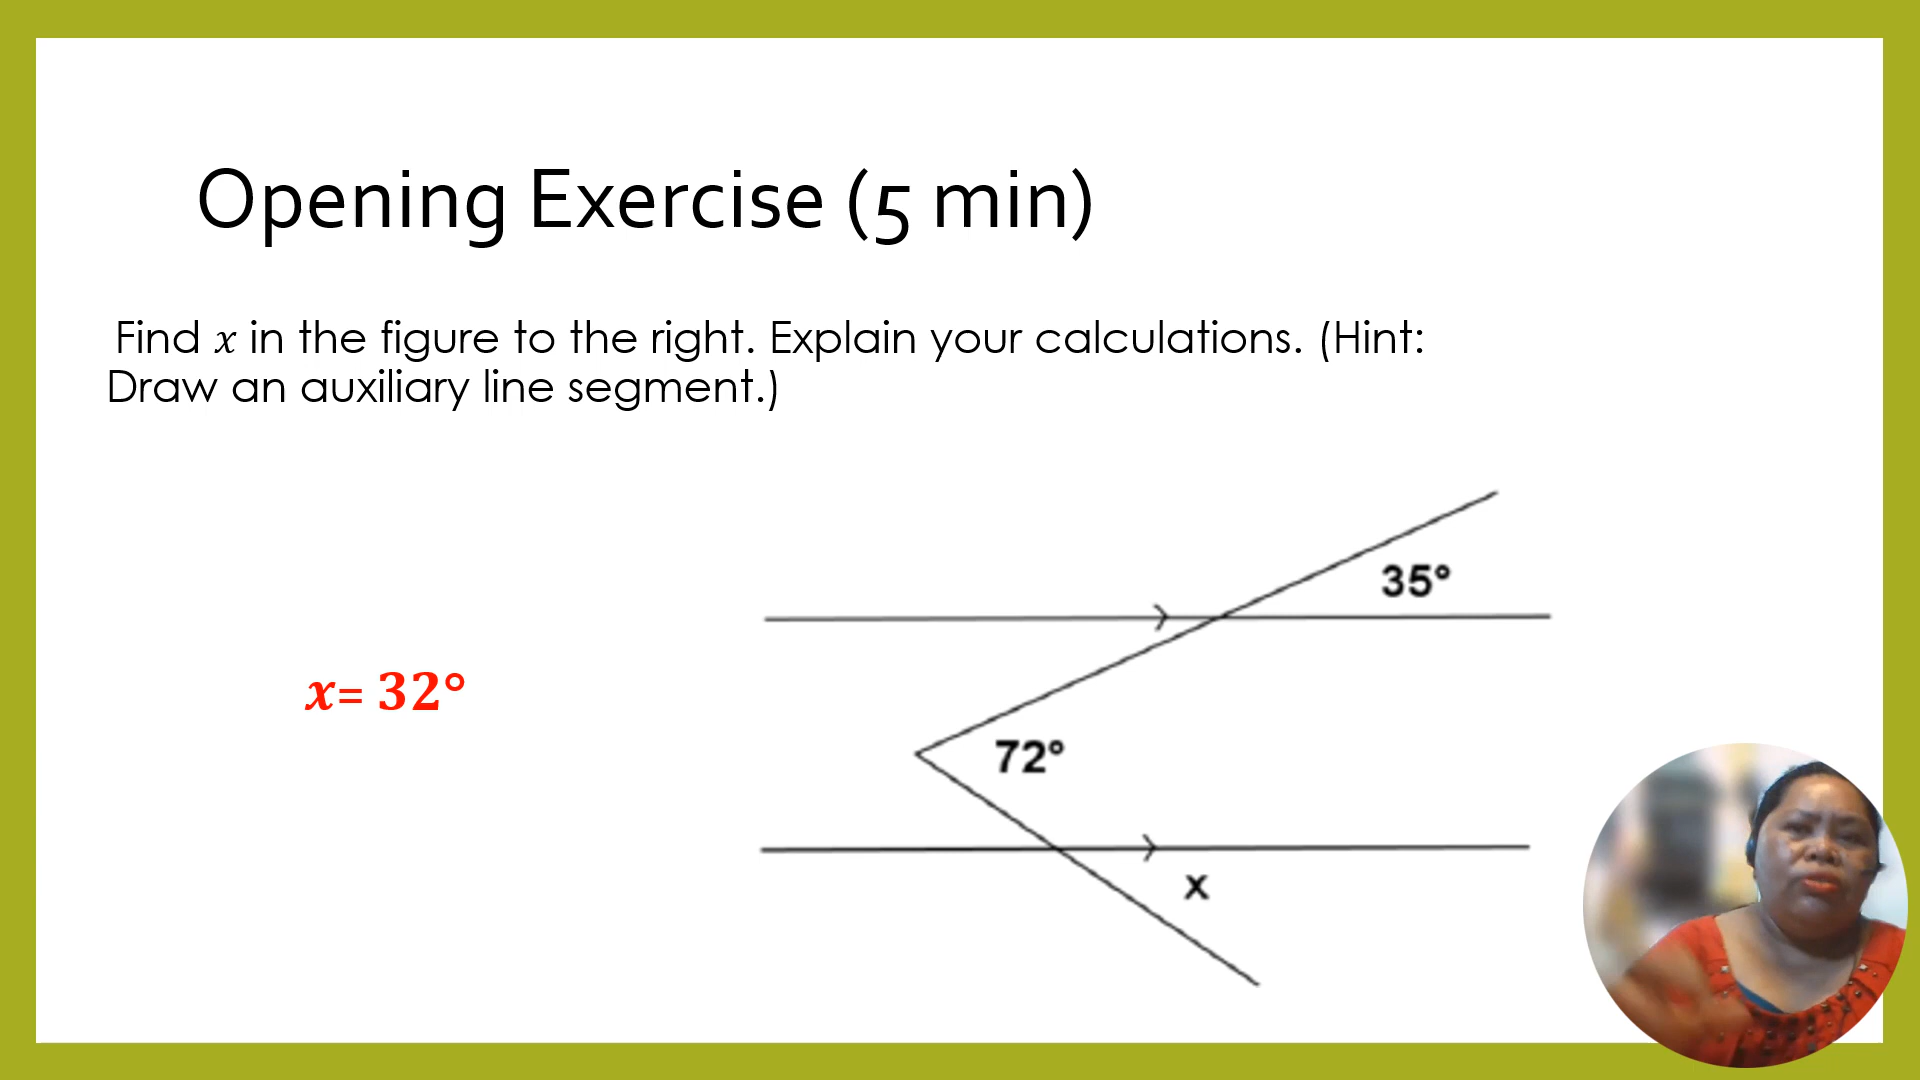 Opening Exercise (5 min)
Find x in the figure to the right. Explain your calculations. (Hint:
Draw an auxiliary line segment.)
35°
x= 32°
72°
x